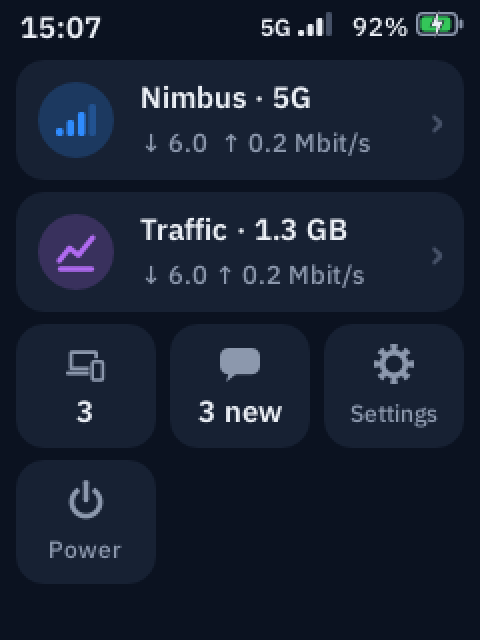 15:07 5G 92%
Nimbus · 5G
↓ 6.0 ↑ 0.2 Mbit/s
Traffic · 1.3 GB
↓ 6.0 ↑ 0.2 Mbit/s
3 3 new Settings
Power